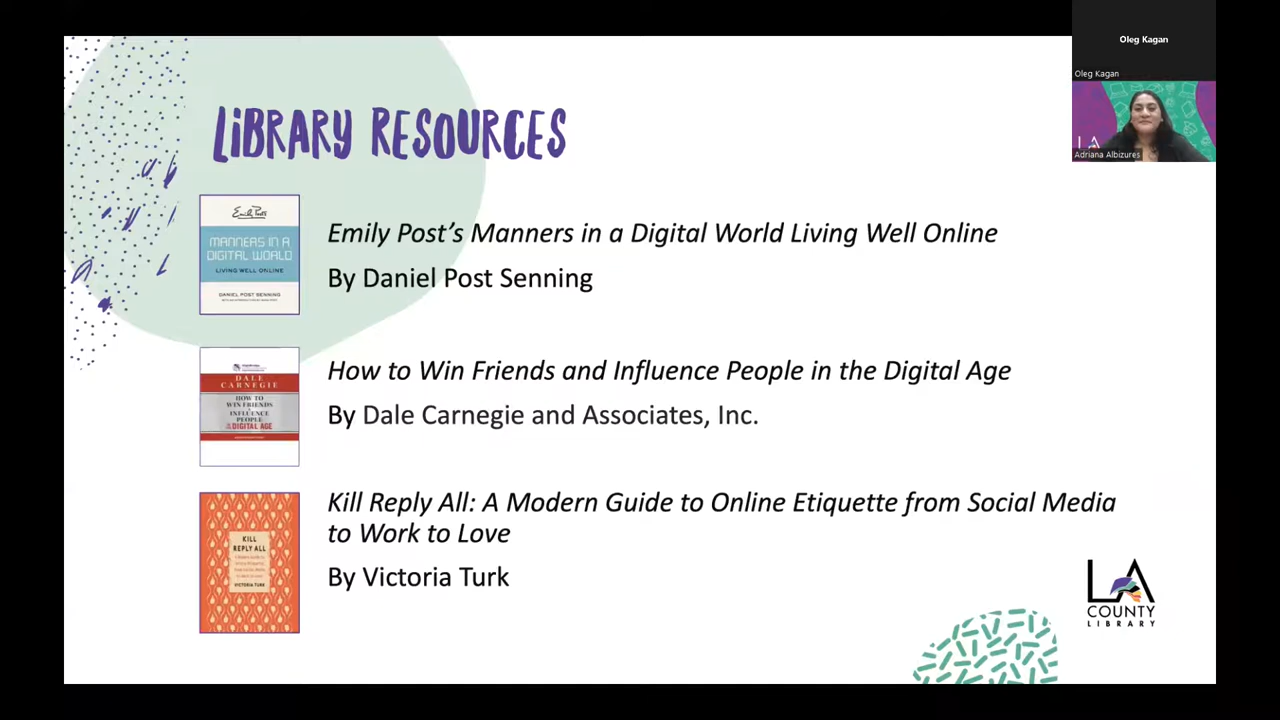 Oleg Kagan
Oleg Kagan
LA
Adriana Albizures
LIBRARY RESOURCES
Emily Post's
MANNERS IN A
DIGITAL WORLD
LIVING WELL ONLINE
DANIEL POST SENNING
Emily Post's Manners in a Digital World Living Well Online
By Daniel Post Senning
DALE
CARNEGIE
HOW TO
WIN FRIENDS
&
INFLUENCE
PEOPLE
IN THE
DIGITAL AGE
How to Win Friends and Influence People in the Digital Age
By Dale Carnegie and Associates, Inc.
KILL
REPLY ALL
VICTORIA TURK
Kill Reply All: A Modern Guide to Online Etiquette from Social Media
to Work to Love
By Victoria Turk
LA
COUNTY
LIBRARY